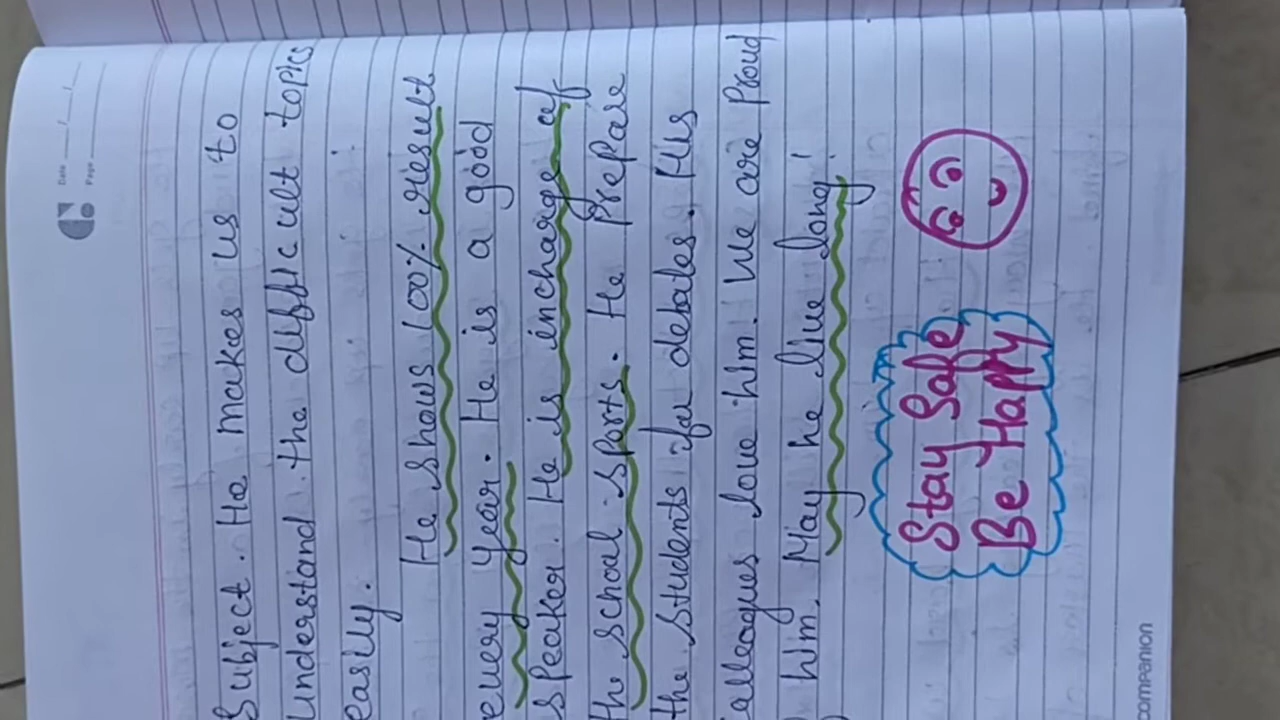 Date
Page
Subject. He makes us to
Understand the difficult topics
easily.
He shows 100% result
every year. He is a good
speaker. He is incharge of
the school sports. He prepare
the students for debates. His
colleagues love him. We are Proud
him. May he live long!
Stay Safe
Be Happy
companion